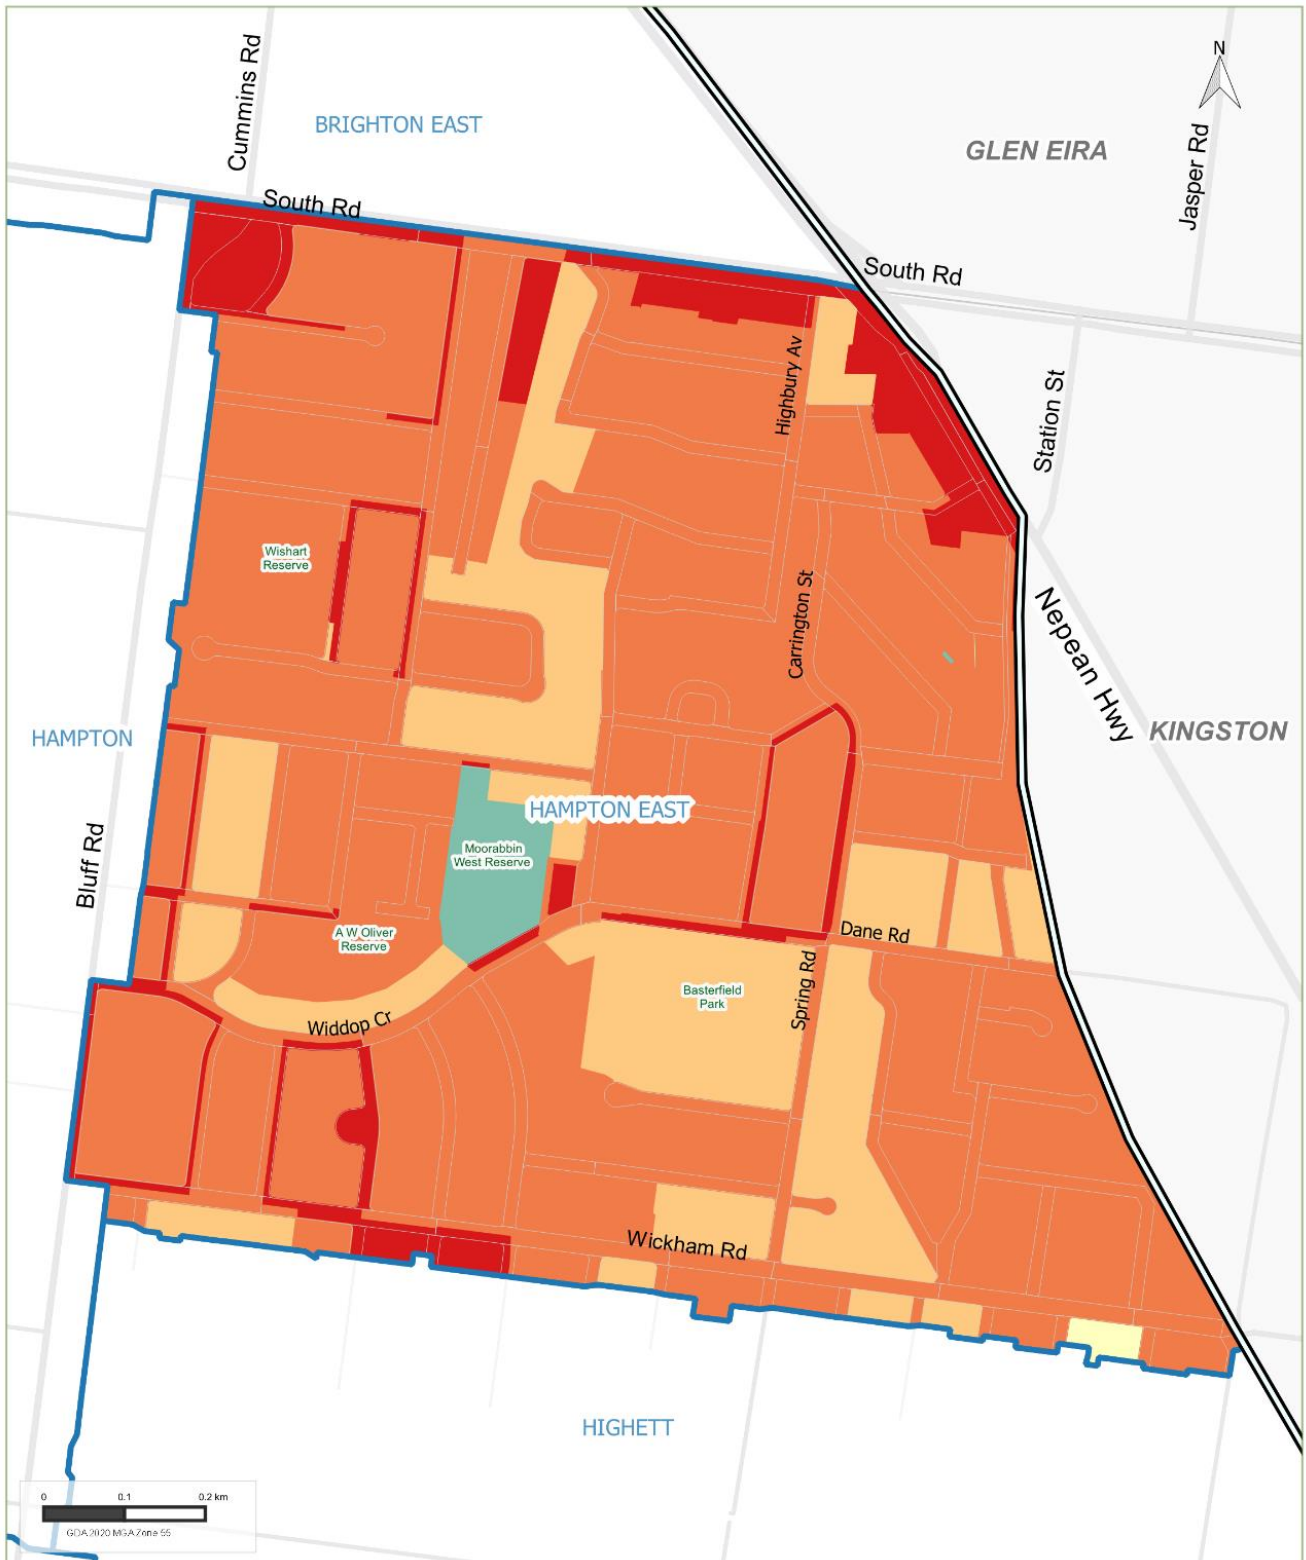 N
Cummins Rd
BRIGHTON EAST
GLEN EIRA
Jasper Rd
South Rd
South Rd
Highbury Av
Station St
Wishart
Reserve
Carrington St
Nepean Hwy
HAMPTON
KINGSTON
HAMPTON EAST
Moorabbin
West Reserve
Bluff Rd
A W Oliver
Reserve
Dane Rd
Basterfield
Park
Spring Rd
Widdop Cr
Wickham Rd
HIGHETT
0 0.1 0.2 km
GDA2020 MGA Zone 55